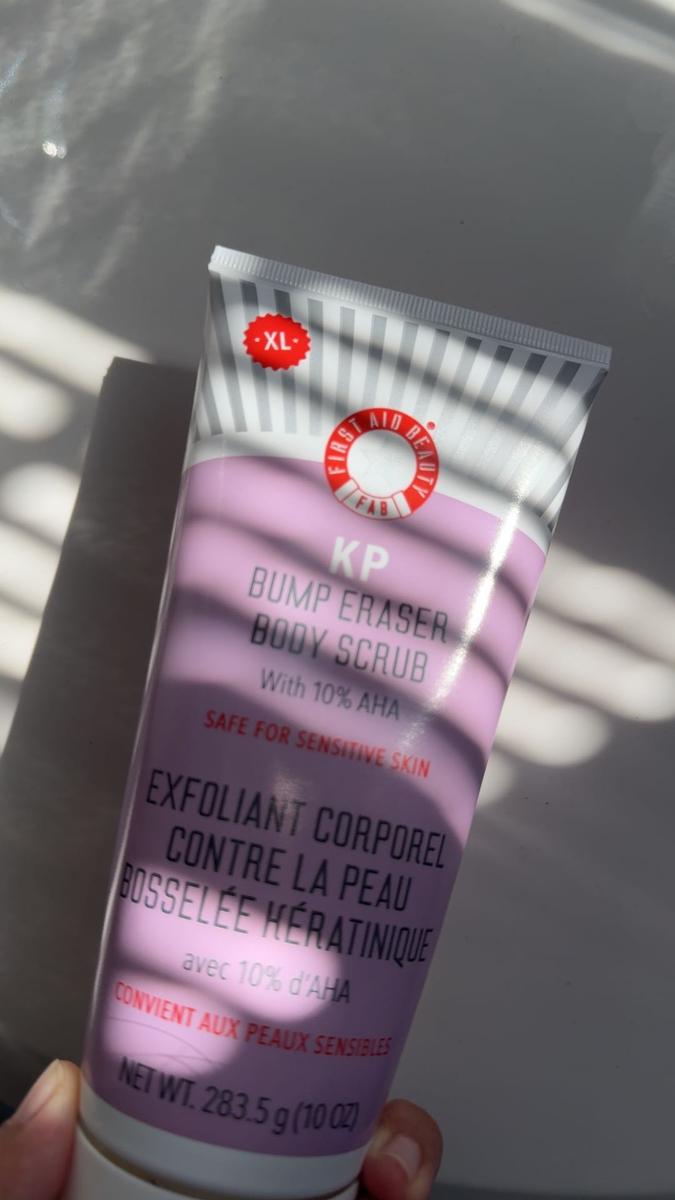 ·XL·
FIRST AID BEAUTY®
FAB
KP
BUMP ERASER
BODY SCRUB
With 10% AHA
SAFE FOR SENSITIVE SKIN
EXFOLIANT CORPOREL
CONTRE LA PEAU
BOSSELÉE KÉRATINIQUE
avec 10% d'AHA
CONVIENT AUX PEAUX SENSIBLES
NET WT. 283.5 g (10 OZ)